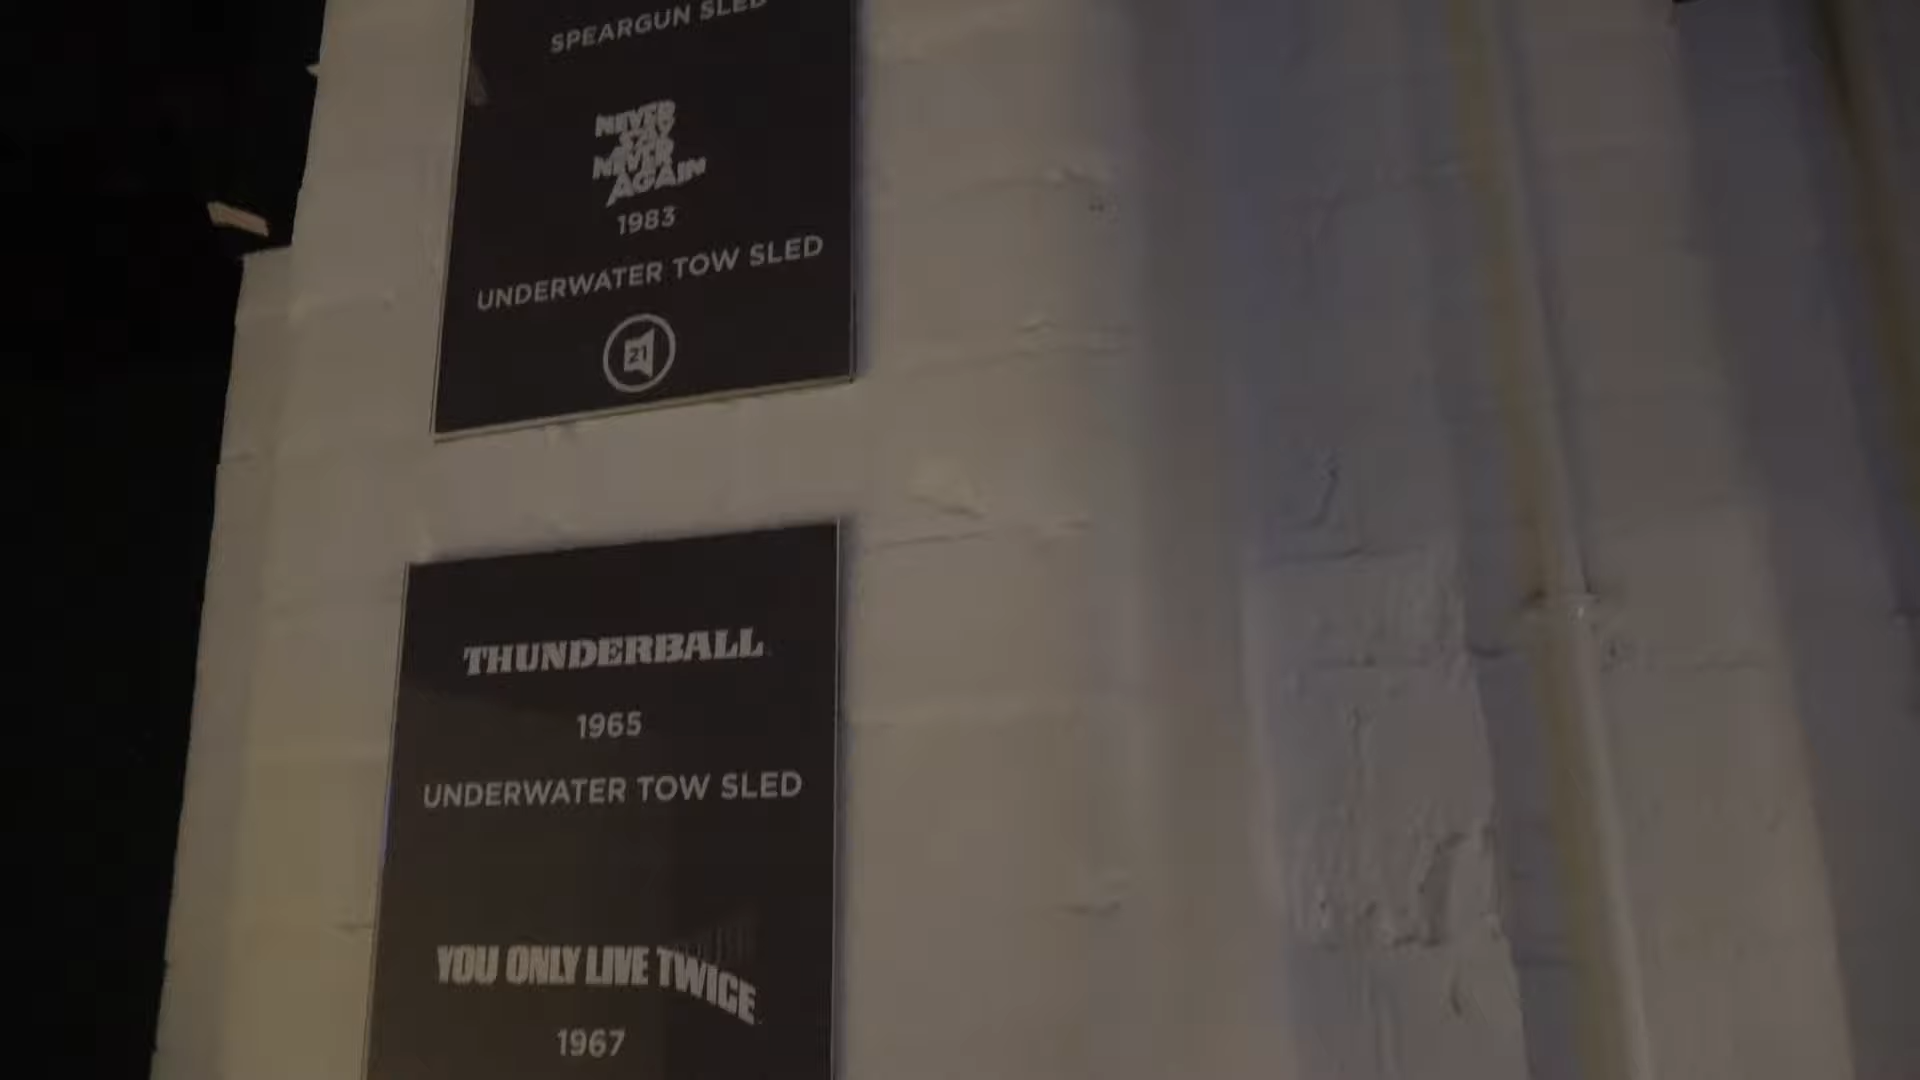 SPEARGUN SLED
NEVER
SAY
NEVER
AGAIN
1983
UNDERWATER TOW SLED
21
THUNDERBALL
1965
UNDERWATER TOW SLED
YOU ONLY LIVE TWICE
1967